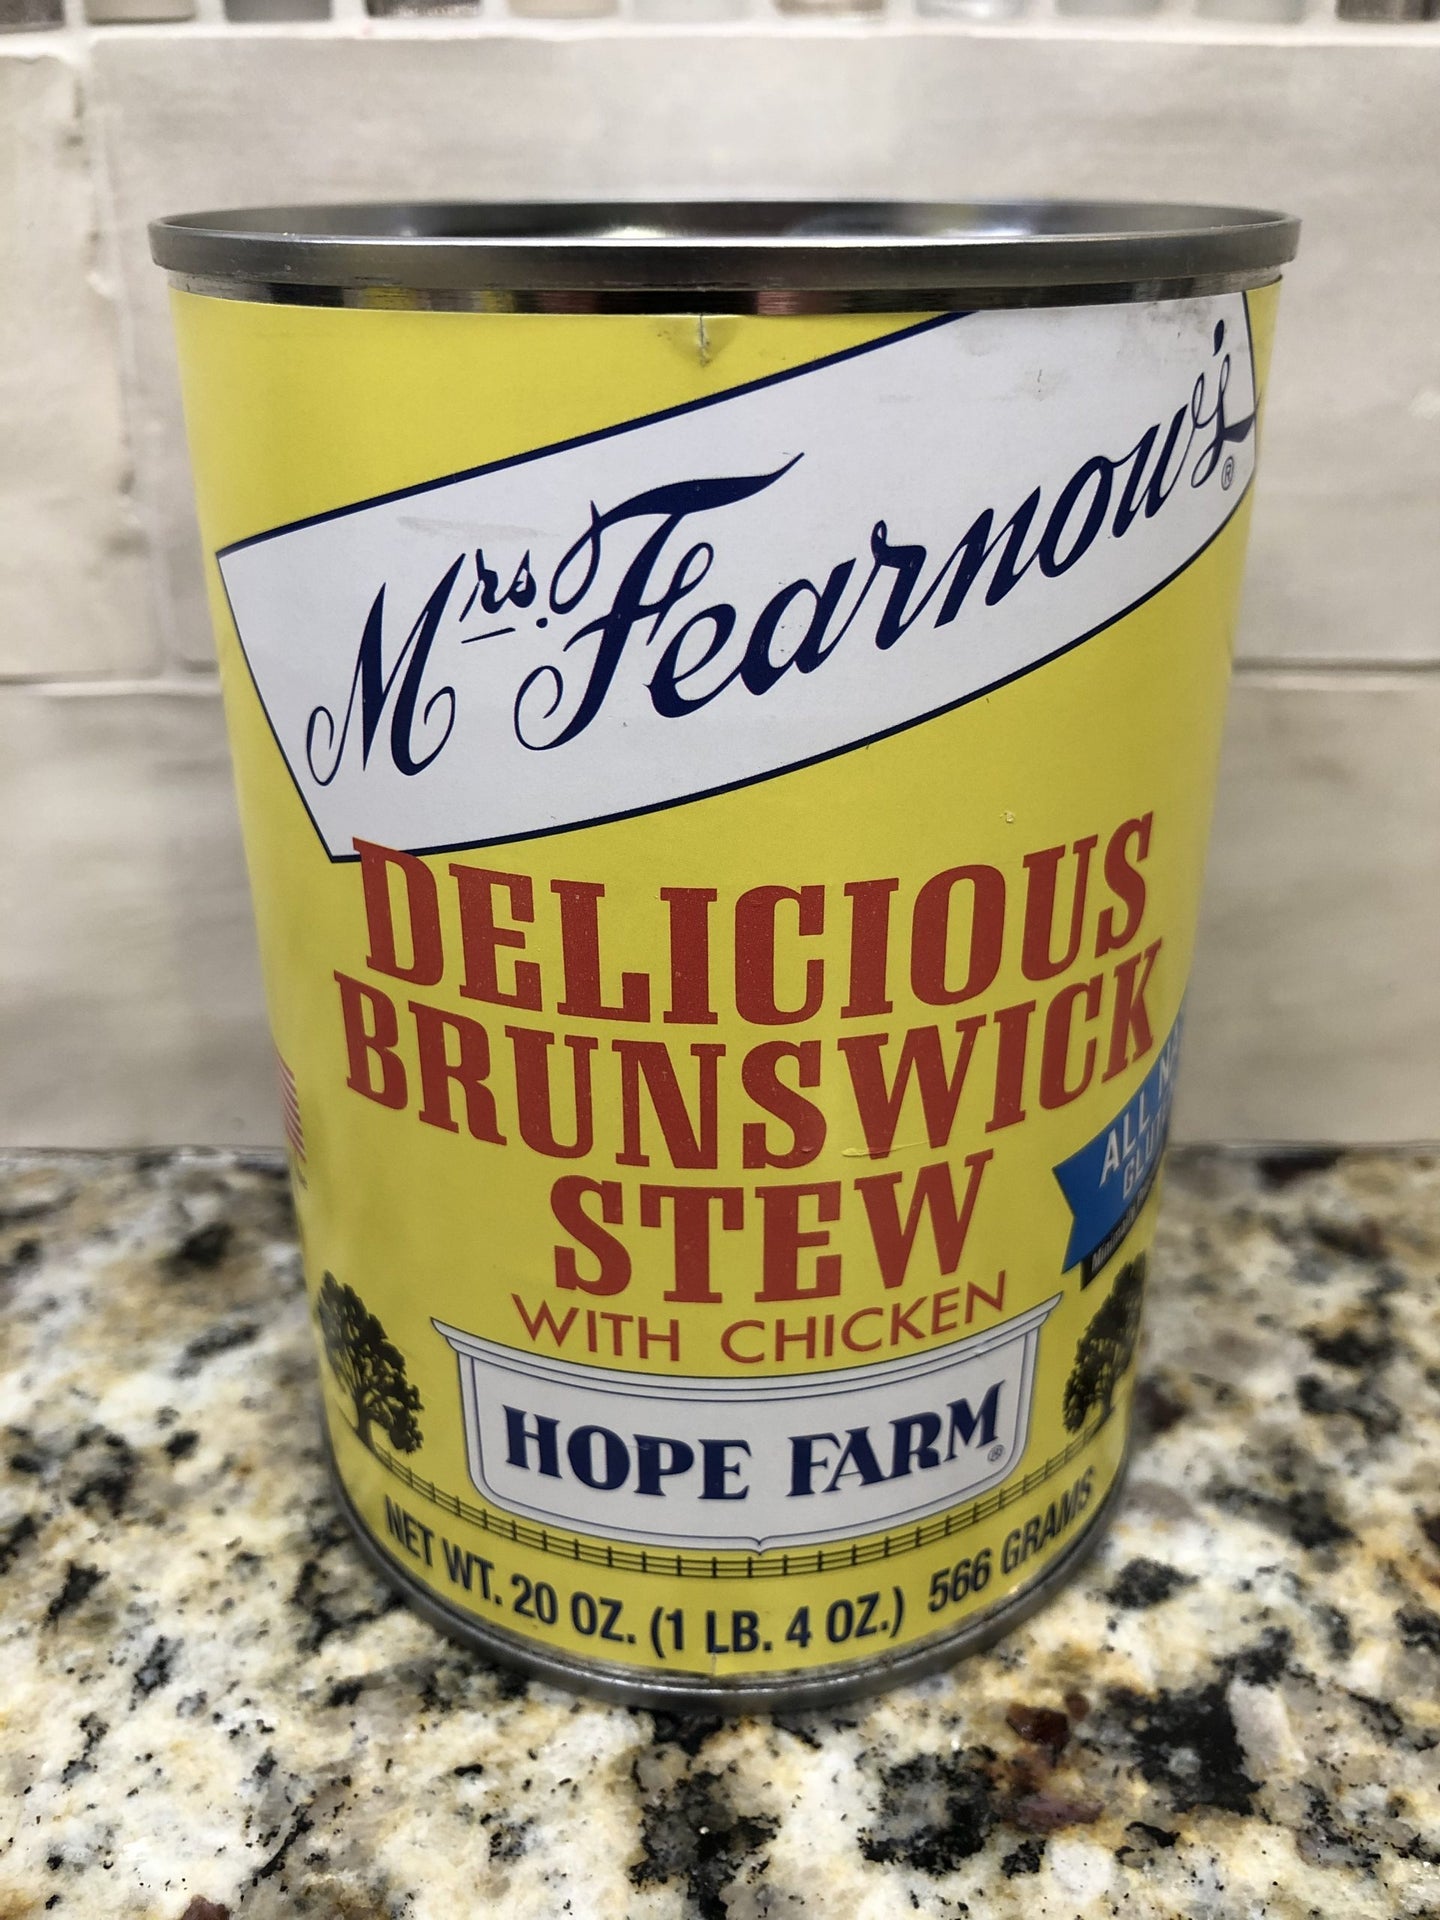 Mrs. Fearnow's®
DELICIOUS
BRUNSWICK
STEW
WITH CHICKEN
ALL
HOPE FARM®
NET WT. 20 OZ. (1 LB. 4 OZ.) 566 GRAMS